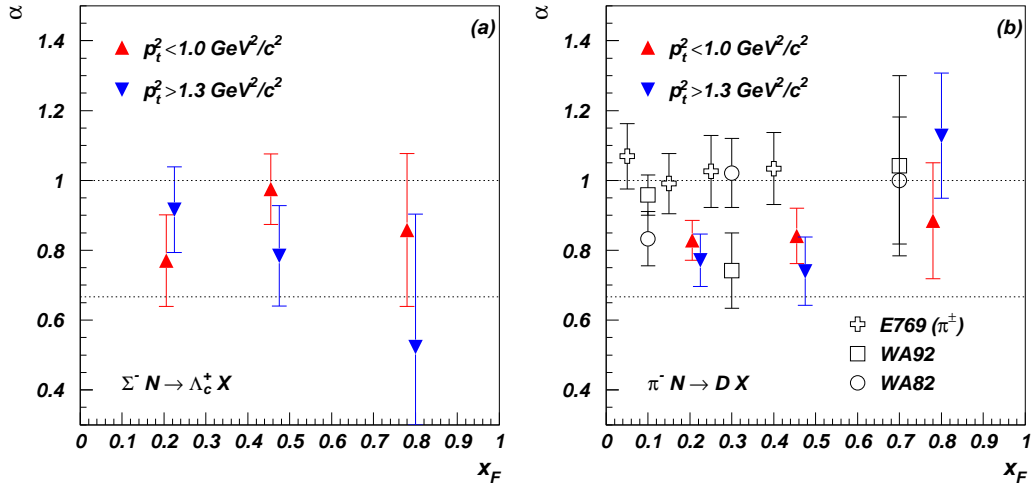 α
(a)
1.4
1.2
1
0.8
0.6
0.4
p_t^2<1.0 GeV^2/c^2
p_t^2>1.3 GeV^2/c^2
Σ^- N → Λ_c^+ X
0 0.1 0.2 0.3 0.4 0.5 0.6 0.7 0.8 0.9 1
x_F
α
(b)
1.4
1.2
1
0.8
0.6
0.4
p_t^2<1.0 GeV^2/c^2
p_t^2>1.3 GeV^2/c^2
E769 (π^±)
WA92
WA82
π^- N → D X
0 0.1 0.2 0.3 0.4 0.5 0.6 0.7 0.8 0.9 1
x_F